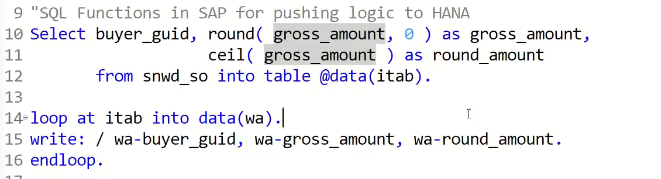 9 "SQL Functions in SAP for pushing logic to HANA
10 Select buyer_guid, round( gross_amount, 0 ) as gross_amount,
11 ceil( gross_amount ) as round_amount
12 from snwd_so into table @data(itab).
13
14 loop at itab into data(wa).
15 write: / wa-buyer_guid, wa-gross_amount, wa-round_amount.
16 endloop.